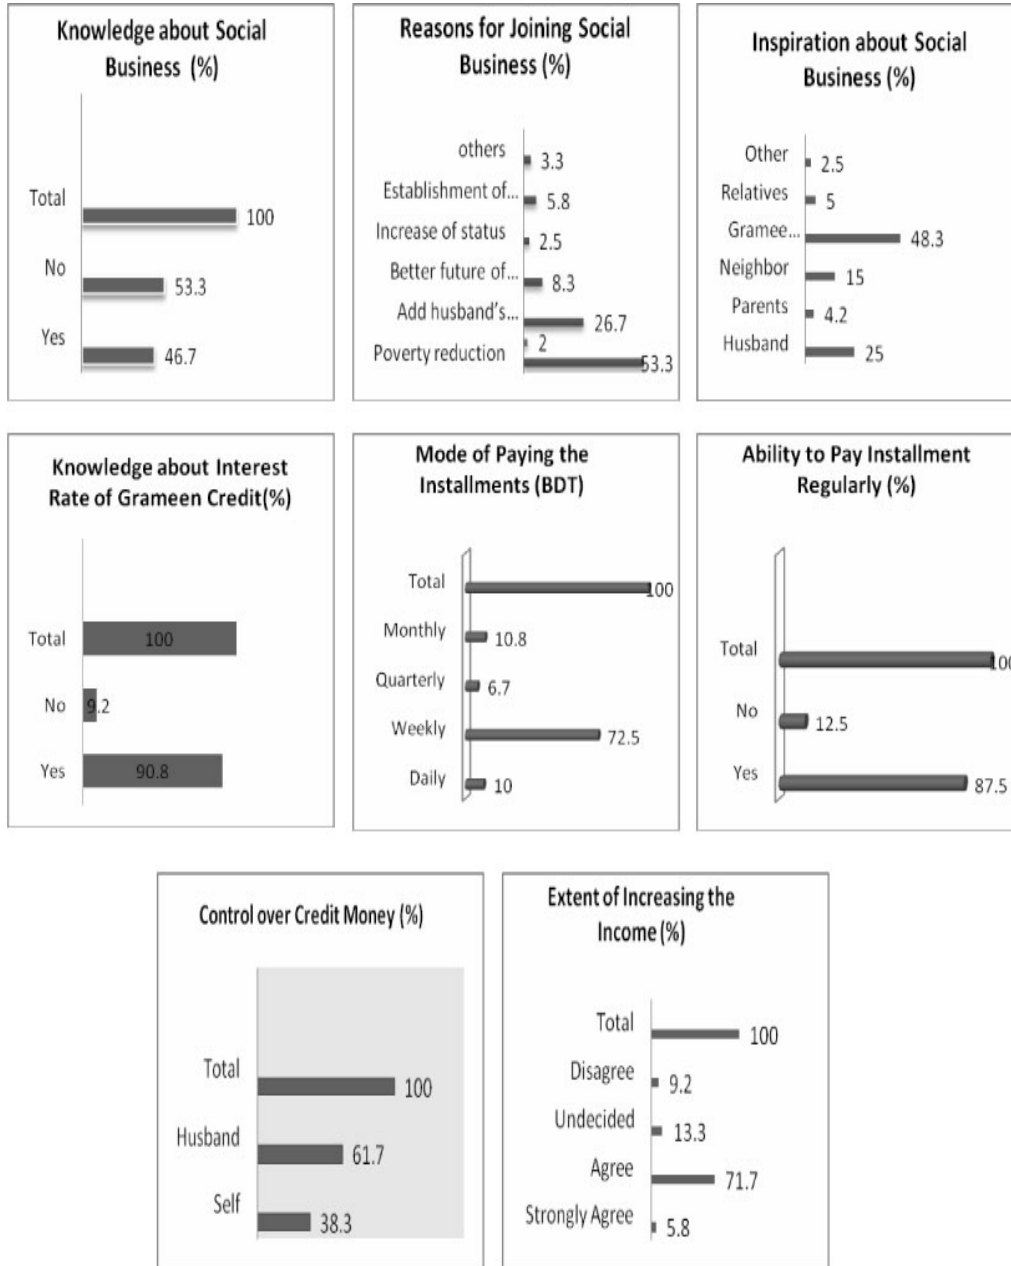 Knowledge about Social
Business (%)
Total
100
No
53.3
Yes
46.7
Reasons for Joining Social
Business (%)
others
3.3
Establishment of...
5.8
Increase of status
2.5
Better future of...
8.3
Add husband's...
26.7
2
Poverty reduction
53.3
Inspiration about Social
Business (%)
Other
2.5
Relatives
5
Gramee...
48.3
Neighbor
15
Parents
4.2
Husband
25
Knowledge about Interest
Rate of Grameen Credit(%)
Total
100
No
9.2
Yes
90.8
Mode of Paying the
Installments (BDT)
Total
100
Monthly
10.8
Quarterly
6.7
Weekly
72.5
Daily
10
Ability to Pay Installment
Regularly (%)
Total
100
No
12.5
Yes
87.5
Control over Credit Money (%)
Total
100
Husband
61.7
Self
38.3
Extent of Increasing the
Income (%)
Total
100
Disagree
9.2
Undecided
13.3
Agree
71.7
Strongly Agree
5.8